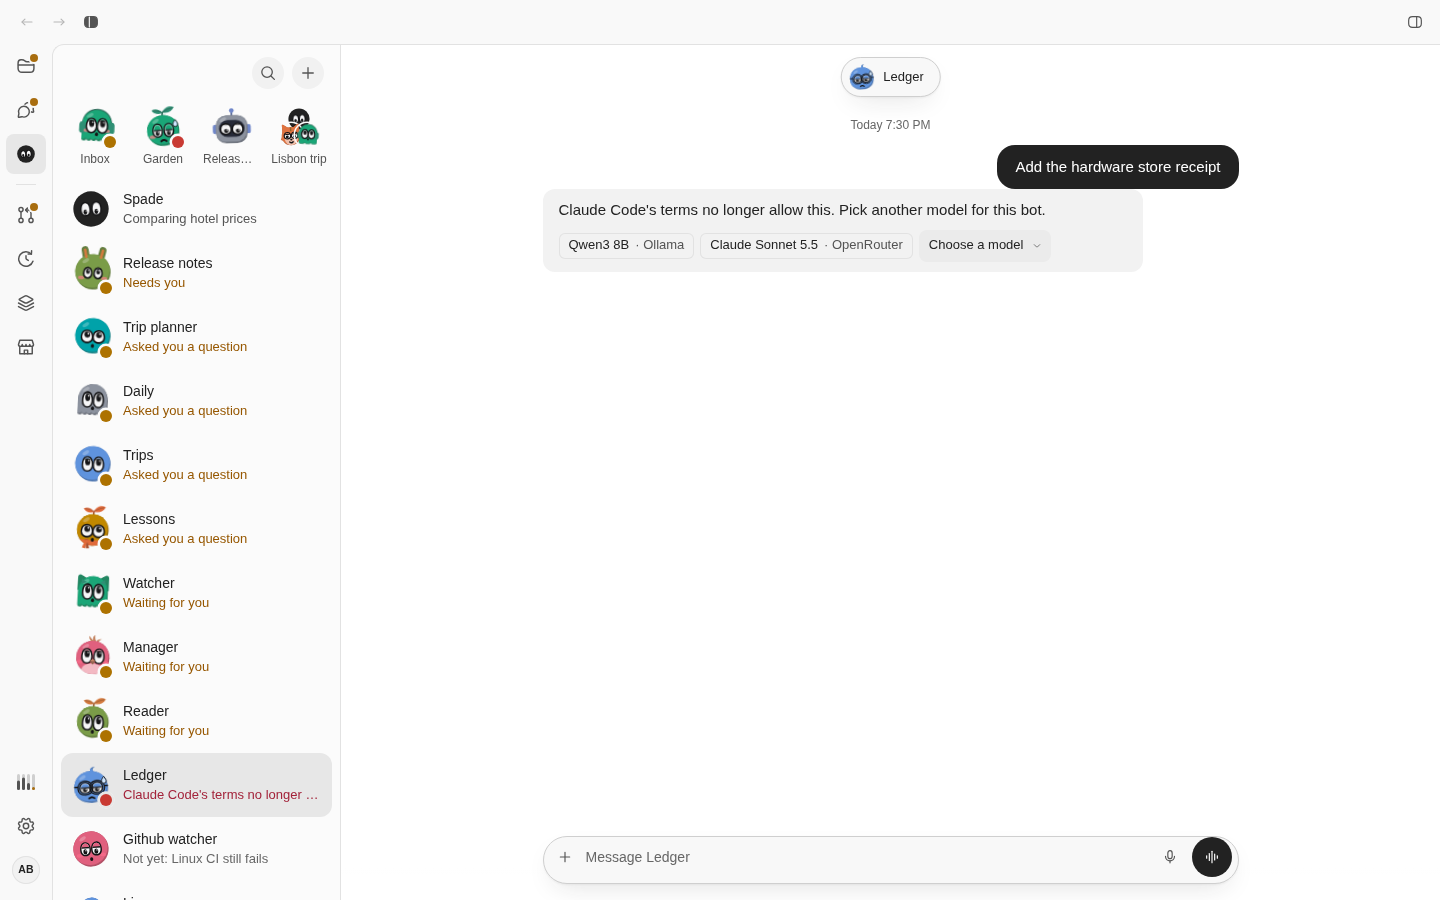 Inbox
Garden
Releas…
Lisbon trip
Spade
Comparing hotel prices
Release notes
Needs you
Trip planner
Asked you a question
Daily
Asked you a question
Trips
Asked you a question
Lessons
Asked you a question
Watcher
Waiting for you
Manager
Waiting for you
Reader
Waiting for you
Ledger
Claude Code's terms no longer …
Github watcher
Not yet: Linux CI still fails
AB
Ledger
Today 7:30 PM
Add the hardware store receipt
Claude Code's terms no longer allow this. Pick another model for this bot.
Qwen3 8B · Ollama Claude Sonnet 5.5 · OpenRouter Choose a model
Message Ledger